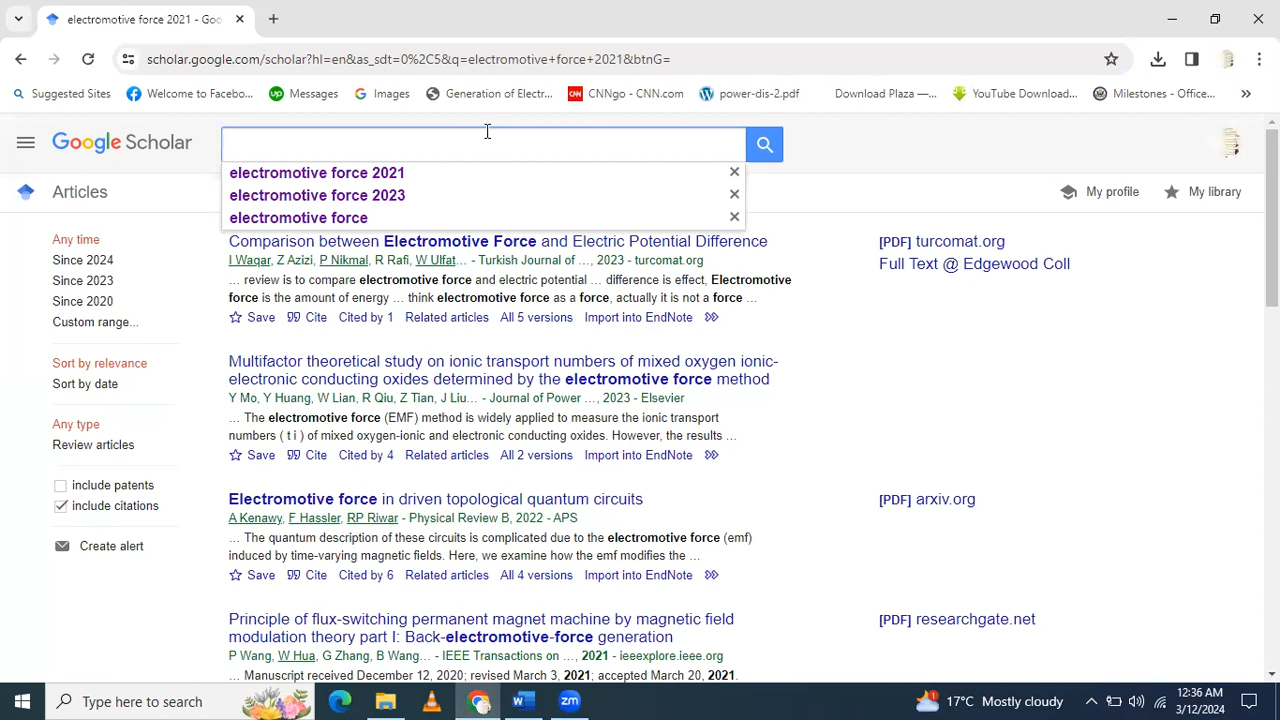 electromotive force 2021 - Goo
scholar.google.com/scholar?hl=en&as_sdt=0%2C5&q=electromotive+force+2021&btnG=
Suggested Sites
Welcome to Facebo...
Messages
Images
Generation of Electr...
CNNgo - CNN.com
power-dis-2.pdf
Download Plaza —...
YouTube Download...
Milestones - Office...
Google Scholar
electromotive force 2021
electromotive force 2023
electromotive force
Articles
My profile
My library
Any time
Since 2024
Since 2023
Since 2020
Custom range...
Sort by relevance
Sort by date
Any type
Review articles
include patents
include citations
Create alert
Comparison between Electromotive Force and Electric Potential Difference
I Waqar, Z Azizi, P Nikmal, R Rafi, W Ulfat… - Turkish Journal of …, 2023 - turcomat.org
… review is to compare electromotive force and electric potential … difference is effect, Electromotive
force is the amount of energy … think electromotive force as a force, actually it is not a force …
Save Cite Cited by 1 Related articles All 5 versions Import into EndNote
[PDF] turcomat.org
Full Text @ Edgewood Coll
Multifactor theoretical study on ionic transport numbers of mixed oxygen ionic-
electronic conducting oxides determined by the electromotive force method
Y Mo, Y Huang, W Lian, R Qiu, Z Tian, J Liu… - Journal of Power …, 2023 - Elsevier
… The electromotive force (EMF) method is widely applied to measure the ionic transport
numbers ( t i ) of mixed oxygen-ionic and electronic conducting oxides. However, the results …
Save Cite Cited by 4 Related articles All 2 versions Import into EndNote
Electromotive force in driven topological quantum circuits
A Kenawy, F Hassler, RP Riwar - Physical Review B, 2022 - APS
… The quantum description of these circuits is complicated due to the electromotive force (emf)
induced by time-varying magnetic fields. Here, we examine how the emf modifies the …
Save Cite Cited by 6 Related articles All 4 versions Import into EndNote
[PDF] arxiv.org
Principle of flux-switching permanent magnet machine by magnetic field
modulation theory part I: Back-electromotive-force generation
P Wang, W Hua, G Zhang, B Wang… - IEEE Transactions on …, 2021 - ieeexplore.ieee.org
… Manuscript received December 12, 2020; revised March 3, 2021; accepted March 20, 2021.
[PDF] researchgate.net
Type here to search
17°C Mostly cloudy
12:36 AM
3/12/2024